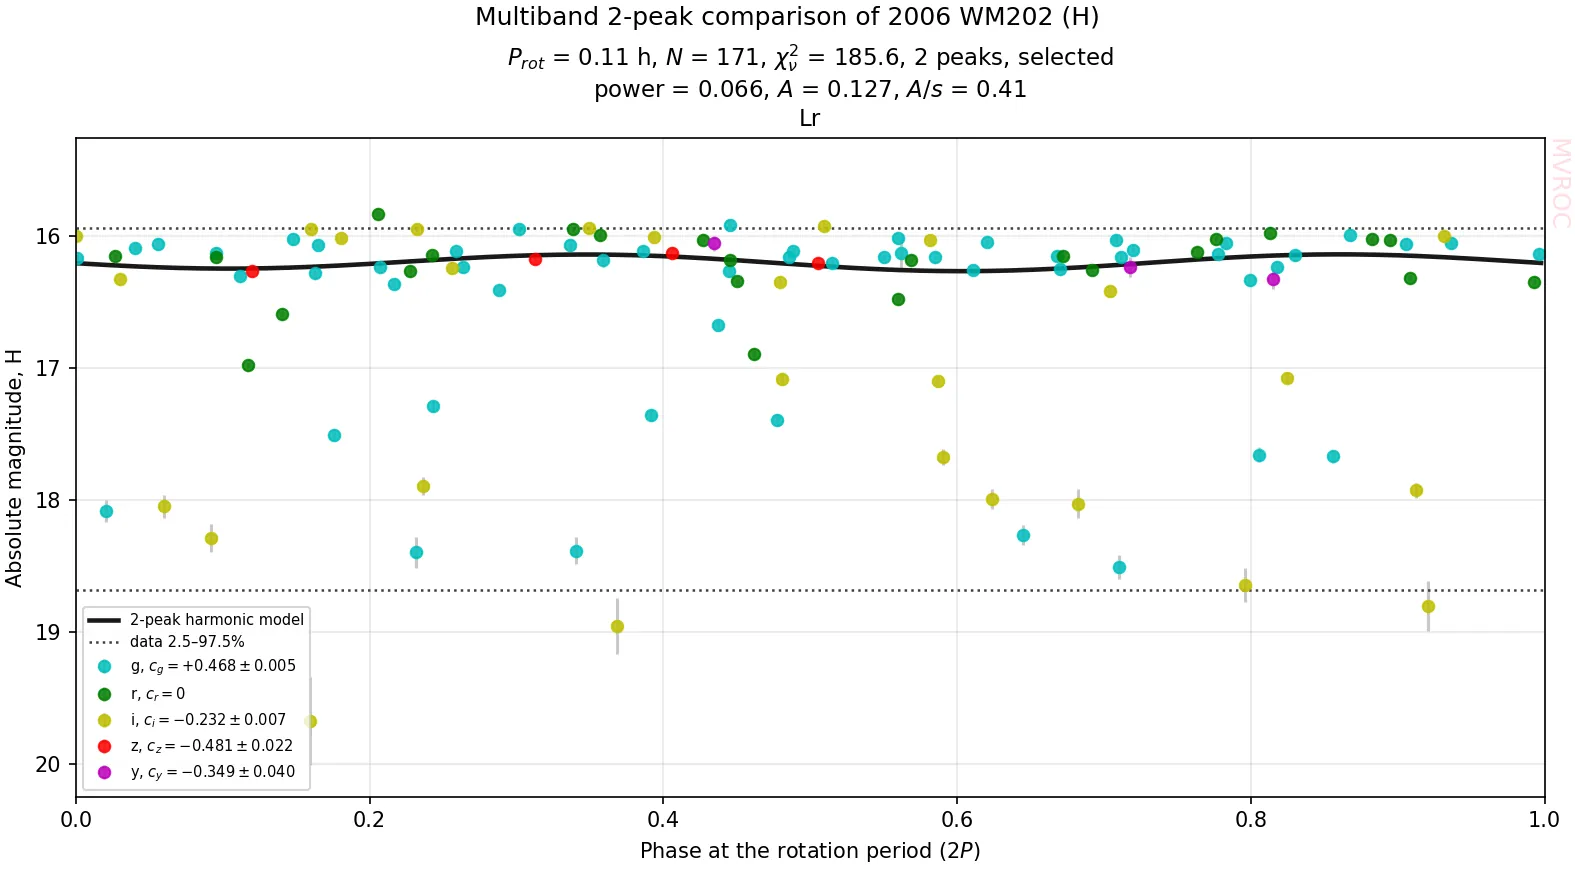 Multiband 2-peak comparison of 2006 WM202 (H)
P_rot = 0.11 h, N = 171, χ²_ν = 185.6, 2 peaks, selected
power = 0.066, A = 0.127, A/s = 0.41
Lr
MVROC
Absolute magnitude, H
16
17
18
19
20
2-peak harmonic model
data 2.5–97.5%
g, c_g = +0.468 ± 0.005
r, c_r = 0
i, c_i = −0.232 ± 0.007
z, c_z = −0.481 ± 0.022
y, c_y = −0.349 ± 0.040
0.0 0.2 0.4 0.6 0.8 1.0
Phase at the rotation period (2P)